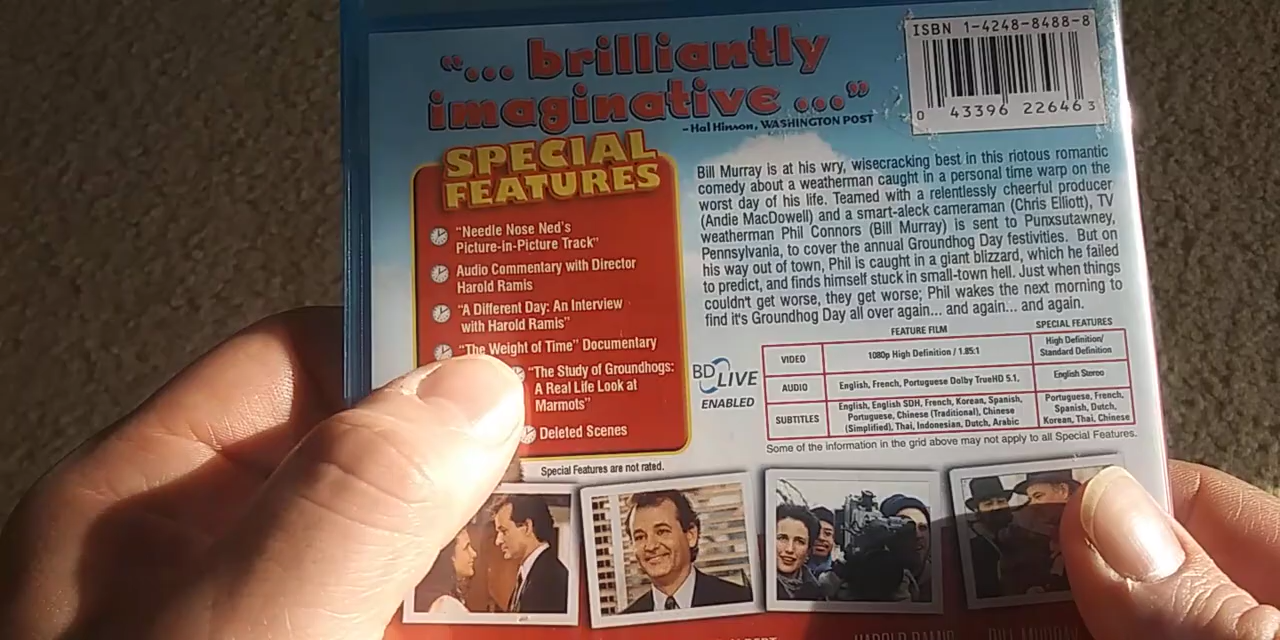 "... brilliantly
imaginative ..."
-Hal Hinson, WASHINGTON POST
ISBN 1-4248-8488-8
0 43396 22646 3
SPECIAL
FEATURES
"Needle Nose Ned's
Picture-in-Picture Track"
Audio Commentary with Director
Harold Ramis
"A Different Day: An Interview
with Harold Ramis"
"The Weight of Time" Documentary
"The Study of Groundhogs:
A Real Life Look at
Marmots"
Deleted Scenes
Special Features are not rated.
Bill Murray is at his wry, wisecracking best in this riotous romantic
comedy about a weatherman caught in a personal time warp on the
worst day of his life. Teamed with a relentlessly cheerful producer
(Andie MacDowell) and a smart-aleck cameraman (Chris Elliott), TV
weatherman Phil Connors (Bill Murray) is sent to Punxsutawney,
Pennsylvania, to cover the annual Groundhog Day festivities. But on
his way out of town, Phil is caught in a giant blizzard, which he failed
to predict, and finds himself stuck in small-town hell. Just when things
couldn't get worse, they get worse; Phil wakes the next morning to
find it's Groundhog Day all over again... and again... and again.
BD LIVE
ENABLED
FEATURE FILM
SPECIAL FEATURES
VIDEO
1080p High Definition / 1.85:1
High Definition/
Standard Definition
AUDIO
English, French, Portuguese Dolby TrueHD 5.1,
English Stereo
SUBTITLES
English, English SDH, French, Korean, Spanish,
Portuguese, Chinese (Traditional), Chinese
(Simplified), Thai, Indonesian, Dutch, Arabic
Portuguese, French,
Spanish, Dutch,
Korean, Thai, Chinese
Some of the information in the grid above may not apply to all Special Features.
HAROLD RAMIS